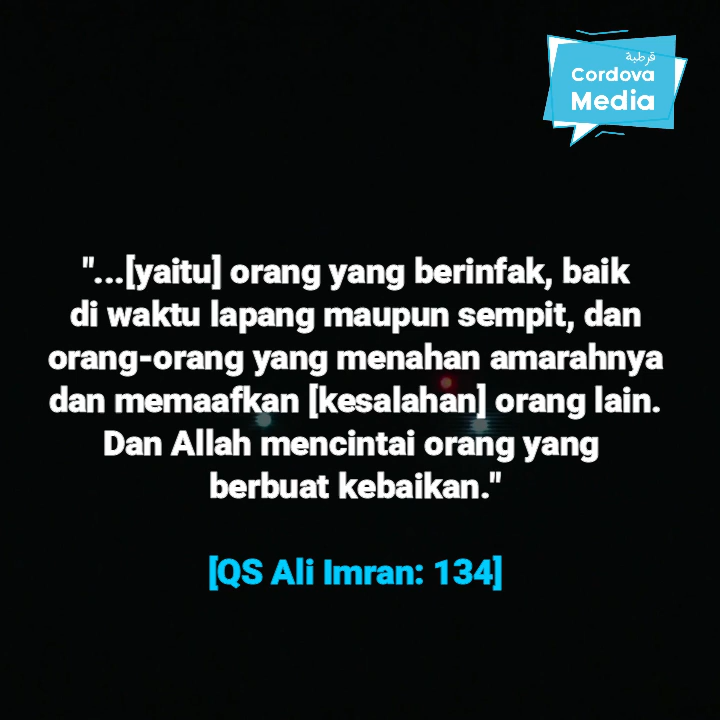 قرطبة
Cordova
Media
"...[yaitu] orang yang berinfak, baik
di waktu lapang maupun sempit, dan
orang-orang yang menahan amarahnya
dan memaafkan [kesalahan] orang lain.
Dan Allah mencintai orang yang
berbuat kebaikan."
[QS Ali Imran: 134]